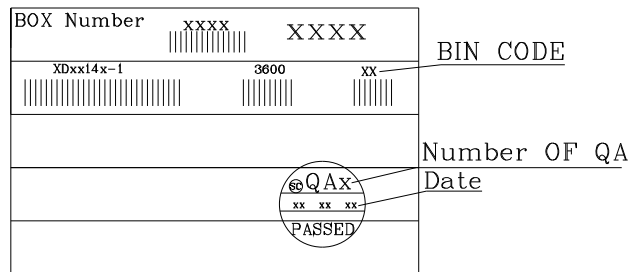 BOX Number XXXX XXXX
BIN CODE
XDxx14x-1 3600 XX
Number OF QA
QAx
Date
xx xx xx
PASSED